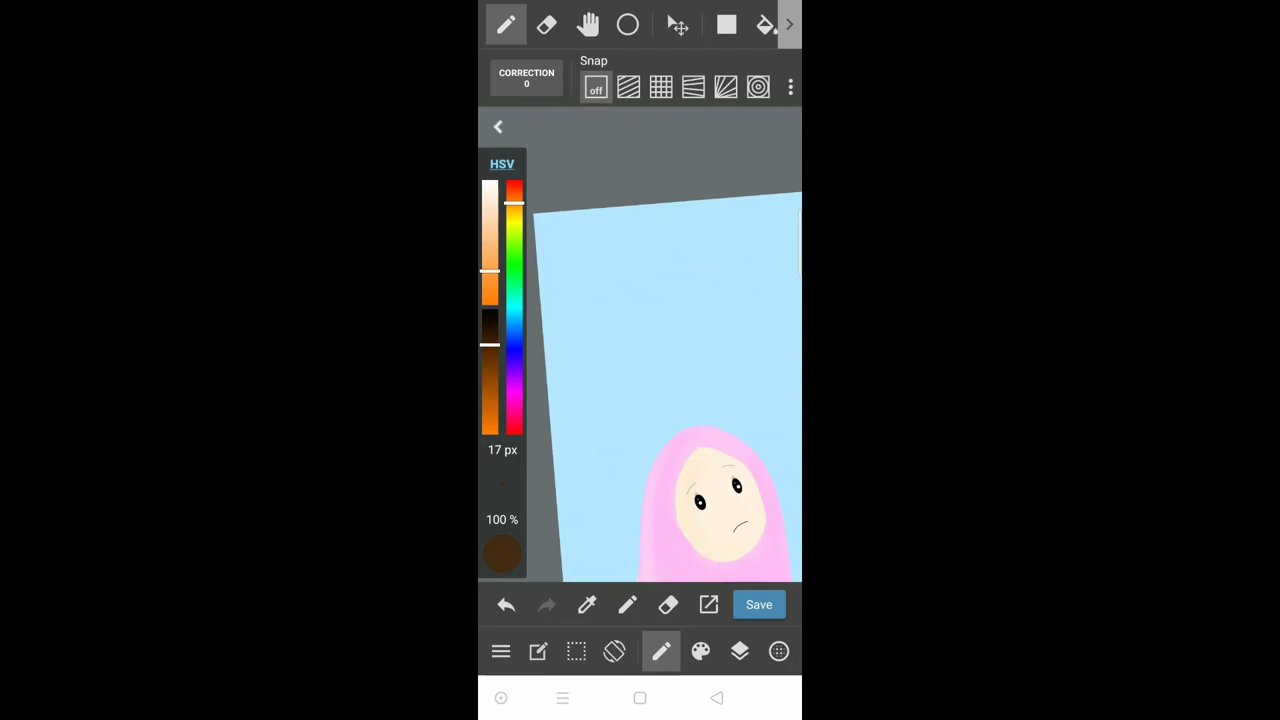 Snap
CORRECTION
0
off
HSV
17 px
100 %
Save